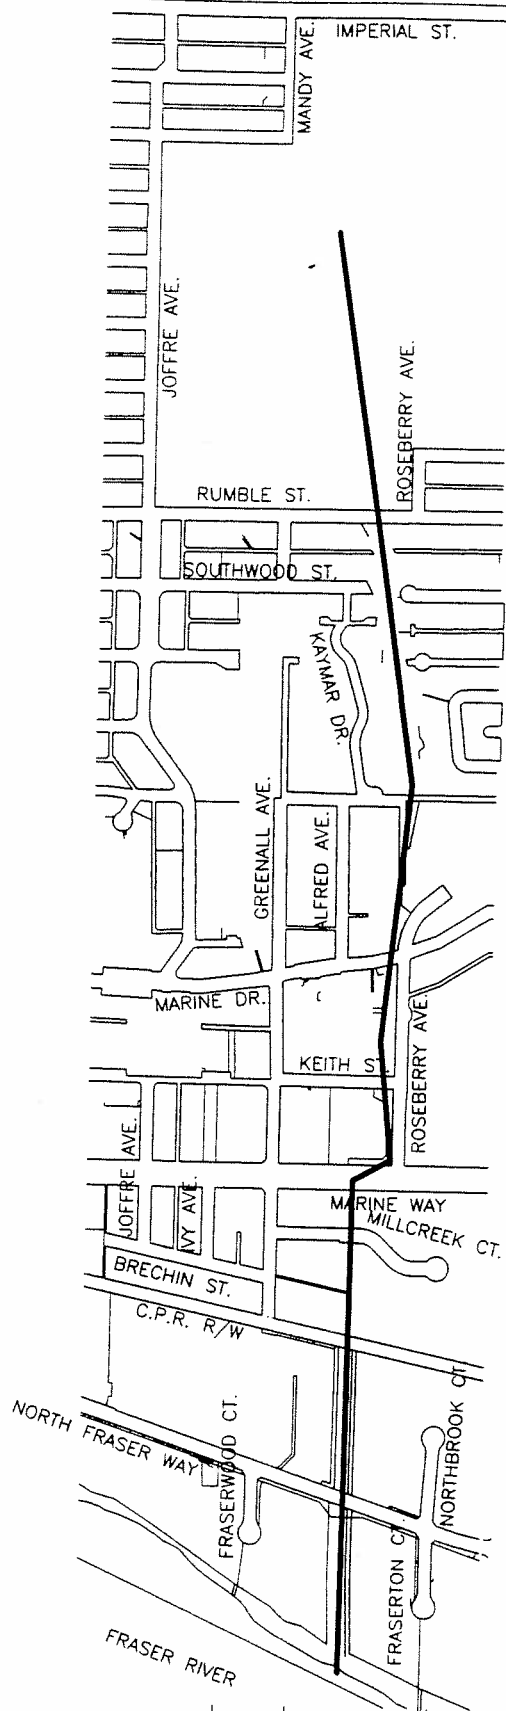 IMPERIAL ST.
MANDY AVE.
JOFFRE AVE.
ROSEBERRY AVE.
RUMBLE ST.
SOUTHWOOD ST.
KAYMAR DR.
GREENALL AVE.
ALFRED AVE.
MARINE DR.
ROSEBERRY AVE.
KEITH ST.
JOFFRE AVE.
IVY AVE.
MARINE WAY
MILLCREEK CT.
BRECHIN ST.
C.P.R. R/W
NORTH FRASER WAY
FRASERWOOD CT.
NORTHBROOK CT.
FRASERTON CT.
FRASER RIVER